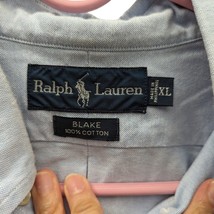 Ralph Lauren
XL
BLAKE
100% COTTON